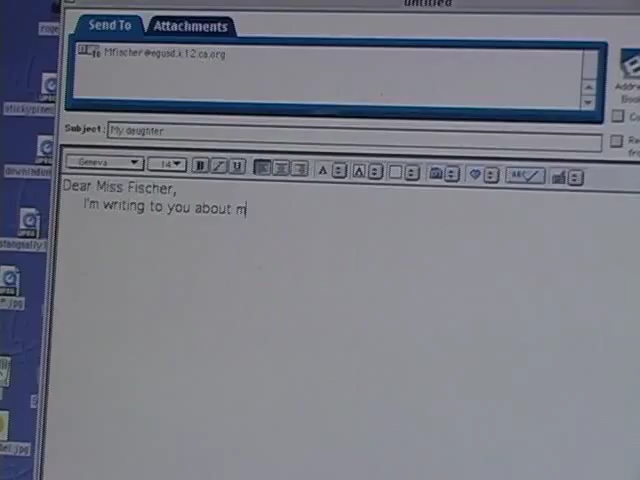 untitled
Send To Attachments
Mfischer@egusd.k12.ca.org
Subject: My daughter
Geneva 14 B I U A A ABC
Dear Miss Fischer,
I'm writing to you about m